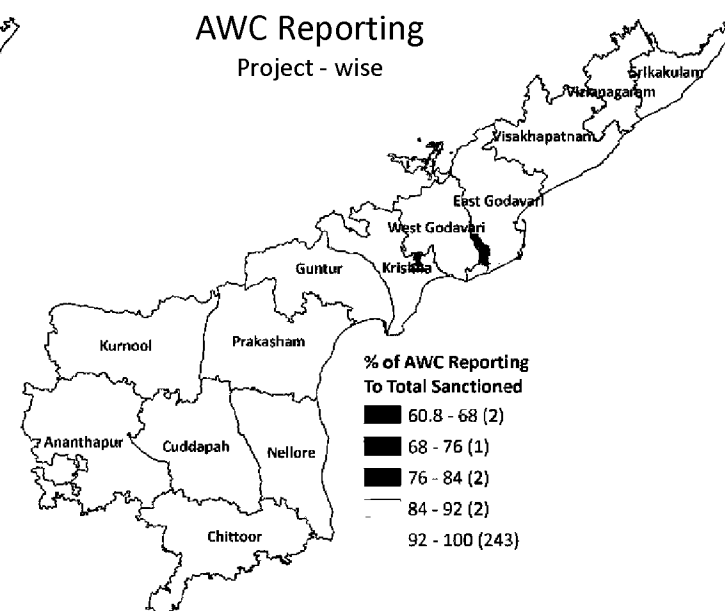 AWC Reporting
Project - wise
Srikakulam
Vizianagaram
Visakhapatnam
East Godavari
West Godavari
Krishna
Guntur
Prakasham
Kurnool
Ananthapur
Cuddapah
Nellore
Chittoor
% of AWC Reporting
To Total Sanctioned
60.8 - 68 (2)
68 - 76 (1)
76 - 84 (2)
84 - 92 (2)
92 - 100 (243)